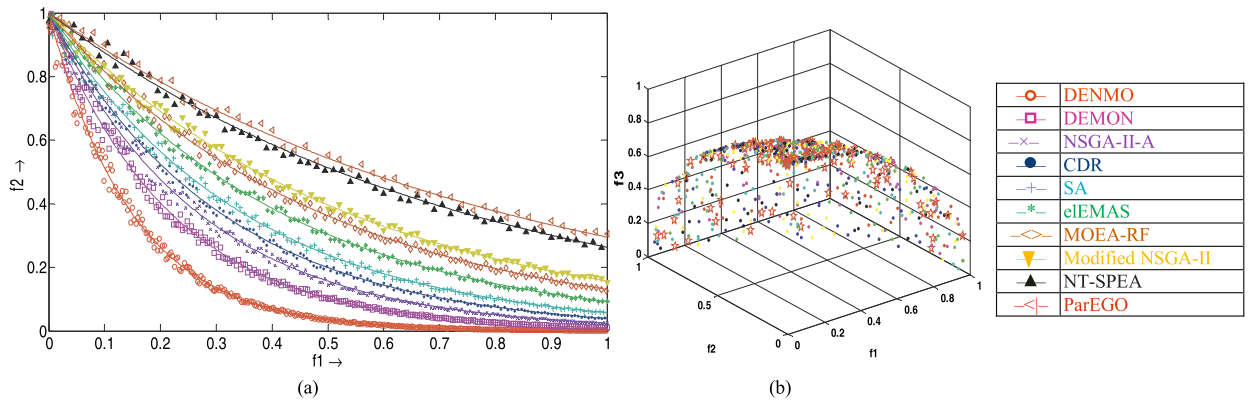 1
0.8
0.6
0.4
0.2
0
f2 →
0 0.1 0.2 0.3 0.4 0.5 0.6 0.7 0.8 0.9 1
f1 →
(a)
1
0.8
0.6
0.4
0.2
0
f3
1
0.5
0
f2
0
0.2
0.4
0.6
0.8
1
f1
(b)
DENMO
DEMON
NSGA-II-A
CDR
SA
elEMAS
MOEA-RF
Modified NSGA-II
NT-SPEA
ParEGO